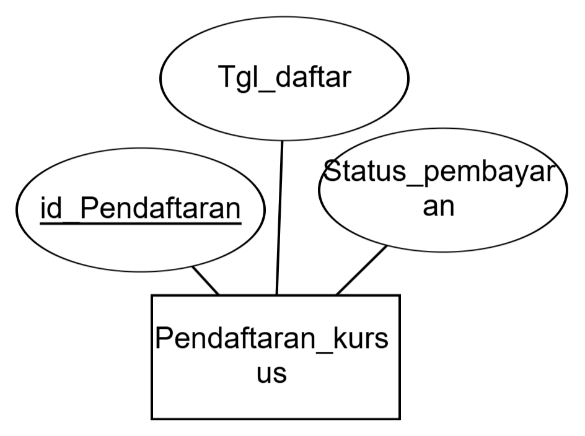 Tgl_daftar
Status_pembayar
an
id_Pendaftaran
Pendaftaran_kurs
us